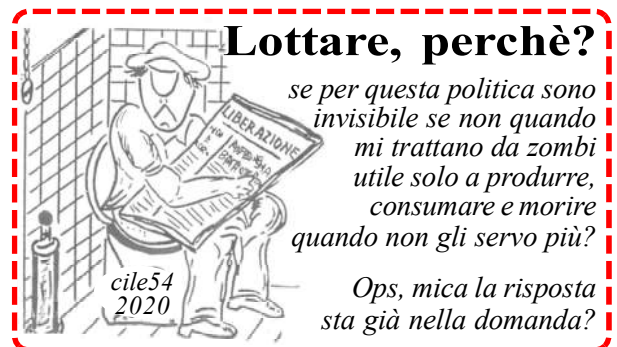 Lottare, perchè?
se per questa politica sono
invisibile se non quando
mi trattano da zombi
utile solo a produrre,
consumare e morire
quando non gli servo più?
Ops, mica la risposta
sta già nella domanda?
LIBERAZIONE
cile54
2020